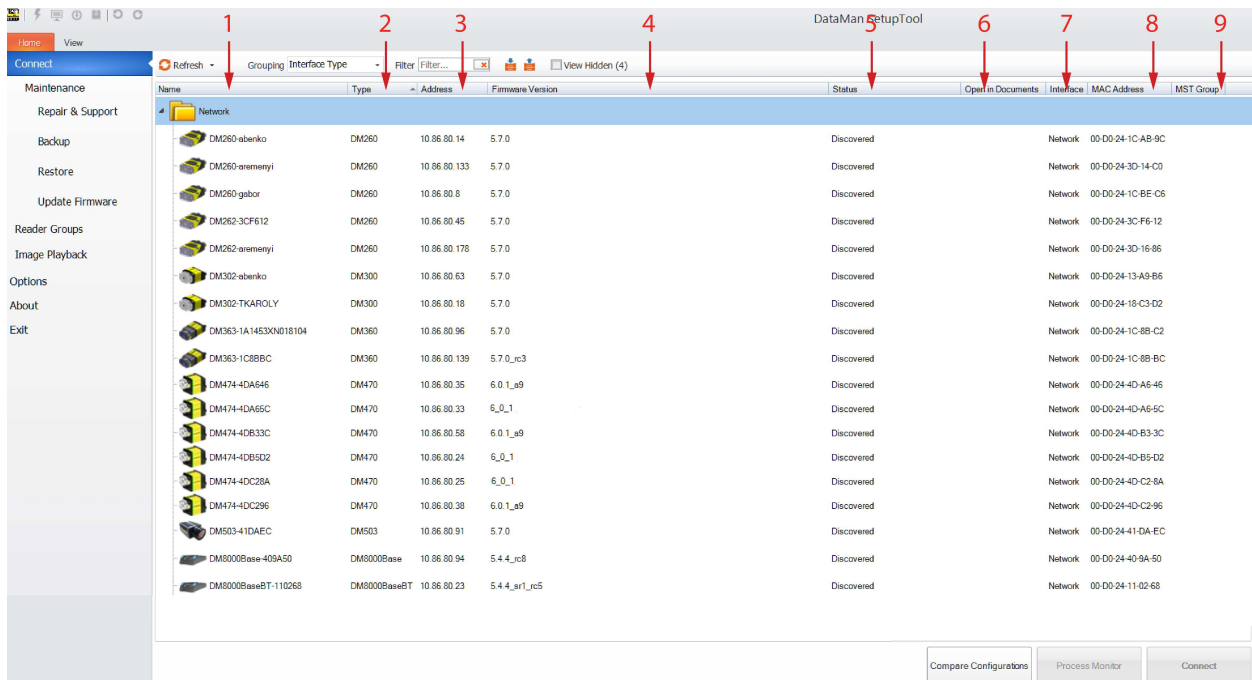 DataMan SetupTool
1 2 3 4 5 6 7 8 9
Home View
Connect
Maintenance
Repair & Support
Backup
Restore
Update Firmware
Reader Groups
Image Playback
Options
About
Exit
Refresh Grouping Interface Type Filter Filter... View Hidden (4)
Name Type Address Firmware Version Status Open in Documents Interface MAC Address MST Group
Network
DM260-abenko DM260 10.86.80.14 5.7.0 Discovered Network 00-D0-24-1C-AB-9C
DM260-aremenyi DM260 10.86.80.133 5.7.0 Discovered Network 00-D0-24-3D-14-C0
DM260-gabor DM260 10.86.80.8 5.7.0 Discovered Network 00-D0-24-1C-BE-C6
DM262-3CF612 DM260 10.86.80.45 5.7.0 Discovered Network 00-D0-24-3C-F6-12
DM262-aremenyi DM260 10.86.80.178 5.7.0 Discovered Network 00-D0-24-3D-16-86
DM302-abenko DM300 10.86.80.63 5.7.0 Discovered Network 00-D0-24-13-A9-B6
DM302-TKAROLY DM300 10.86.80.18 5.7.0 Discovered Network 00-D0-24-18-C3-D2
DM363-1A1453XN018104 DM360 10.86.80.96 5.7.0 Discovered Network 00-D0-24-1C-8B-C2
DM363-1C8BBC DM360 10.86.80.139 5.7.0_rc3 Discovered Network 00-D0-24-1C-8B-BC
DM474-4DA646 DM470 10.86.80.35 6.0.1_a9 Discovered Network 00-D0-24-4D-A6-46
DM474-4DA65C DM470 10.86.80.33 6_0_1 Discovered Network 00-D0-24-4D-A6-5C
DM474-4DB33C DM470 10.86.80.58 6.0.1_a9 Discovered Network 00-D0-24-4D-B3-3C
DM474-4DB5D2 DM470 10.86.80.24 6_0_1 Discovered Network 00-D0-24-4D-B5-D2
DM474-4DC28A DM470 10.86.80.25 6_0_1 Discovered Network 00-D0-24-4D-C2-8A
DM474-4DC296 DM470 10.86.80.38 6.0.1_a9 Discovered Network 00-D0-24-4D-C2-96
DM503-41DAEC DM503 10.86.80.91 5.7.0 Discovered Network 00-D0-24-41-DA-EC
DM8000Base-409A50 DM8000Base 10.86.80.94 5.4.4_rc8 Discovered Network 00-D0-24-40-9A-50
DM8000BaseBT-110268 DM8000BaseBT 10.86.80.23 5.4.4_sr1_rc5 Discovered Network 00-D0-24-11-02-68
Compare Configurations Process Monitor Connect